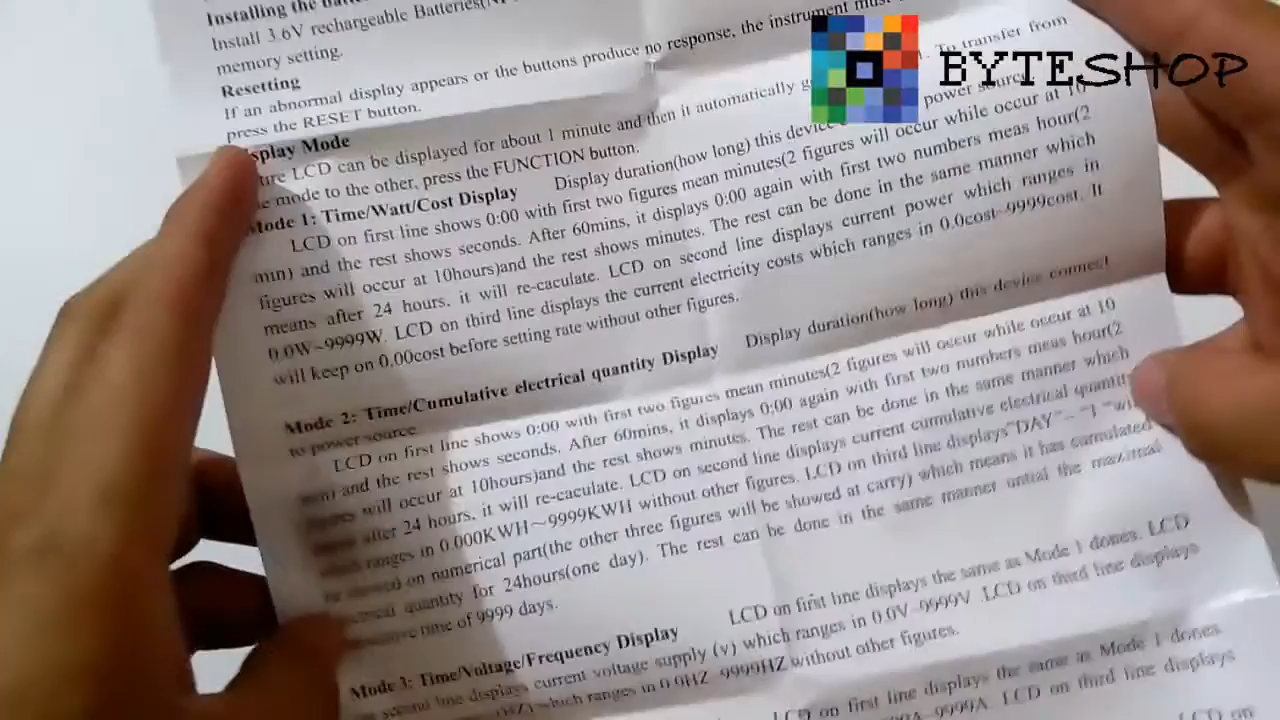 Installing the
Install 3.6V rechargeable Batteries(
memory setting.
Resetting
If an abnormal display appears or the buttons produce no response, the instrument must
press the RESET button.
BYTESHOP
splay Mode
LCD can be displayed for about 1 minute and then it automatically To transfer from
mode to the other, press the FUNCTION button.
Mode 1: Time/Watt/Cost Display Display duration(how long) this device power source.
LCD on first line shows 0:00 with first two figures mean minutes(2 figures will occur while occur at 10
min) and the rest shows seconds. After 60mins, it displays 0:00 again with first two numbers meas hour(2
figures will occur at 10hours)and the rest shows minutes. The rest can be done in the same manner which
means after 24 hours, it will re-caculate. LCD on second line displays current power which ranges in
0.0W~9999W. LCD on third line displays the current electricity costs which ranges in 0.0cost~9999cost. It
will keep on 0.00cost before setting rate without other figures.
Mode 2: Time/Cumulative electrical quantity Display Display duration(how long) this device connect
to power source.
LCD on first line shows 0:00 with first two figures mean minutes(2 figures will occur while occur at 10
min) and the rest shows seconds. After 60mins, it displays 0:00 again with first two numbers meas hour(2
figures will occur at 10hours)and the rest shows minutes. The rest can be done in the same manner which
after 24 hours, it will re-caculate. LCD on second line displays current cumulative electrical quantity
ranges in 0.000KWH~9999KWH without other figures. LCD on third line displays"DAY"
showed on numerical part(the other three figures will be showed at carry) which means it has cumulated
quantity for 24hours(one day). The rest can be done in the same manner until the maximal
time of 9999 days.
Mode 3: Time/Voltage/Frequency Display LCD on first line displays the same as Mode 1 dones. LCD
second line displays current voltage supply (v) which ranges in 0.0V~9999V. LCD on third line displays
which ranges in 0.0HZ~9999HZ without other figures.
LCD on first line displays the same as Mode 1 dones.
9999A. LCD on third line displays
LCD on